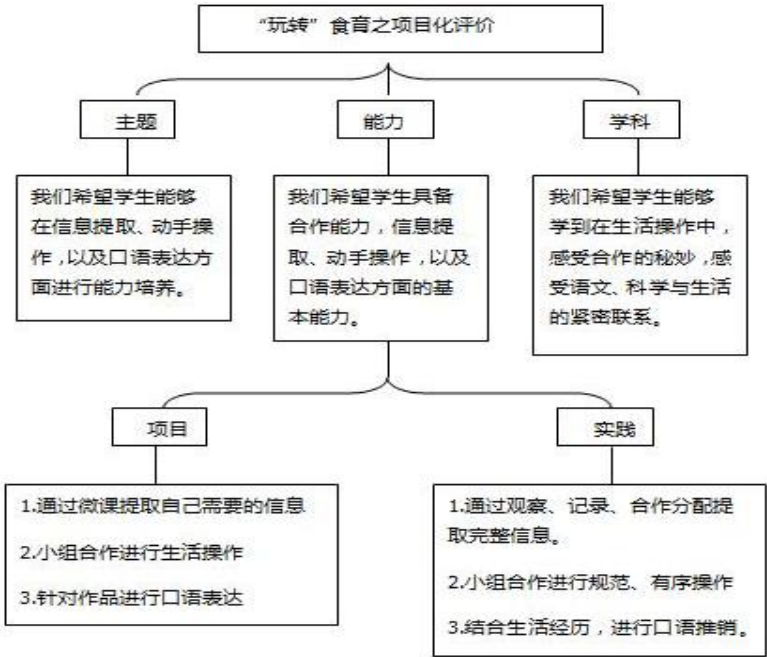 “玩转”食育之项目化评价
主题
能力
学科
我们希望学生能够
在信息提取、动手操
作,以及口语表达方
面进行能力培养。
我们希望学生具备
合作能力,信息提
取、动手操作,以及
口语表达方面的基
本能力。
我们希望学生能够
学到在生活操作中,
感受合作的秘妙,感
受语文、科学与生活
的紧密联系。
项目
实践
1.通过微课提取自己需要的信息
2.小组合作进行生活操作
3.针对作品进行口语表达
1.通过观察、记录、合作分配提
取完整信息。
2.小组合作进行规范、有序操作
3.结合生活经历,进行口语推销。